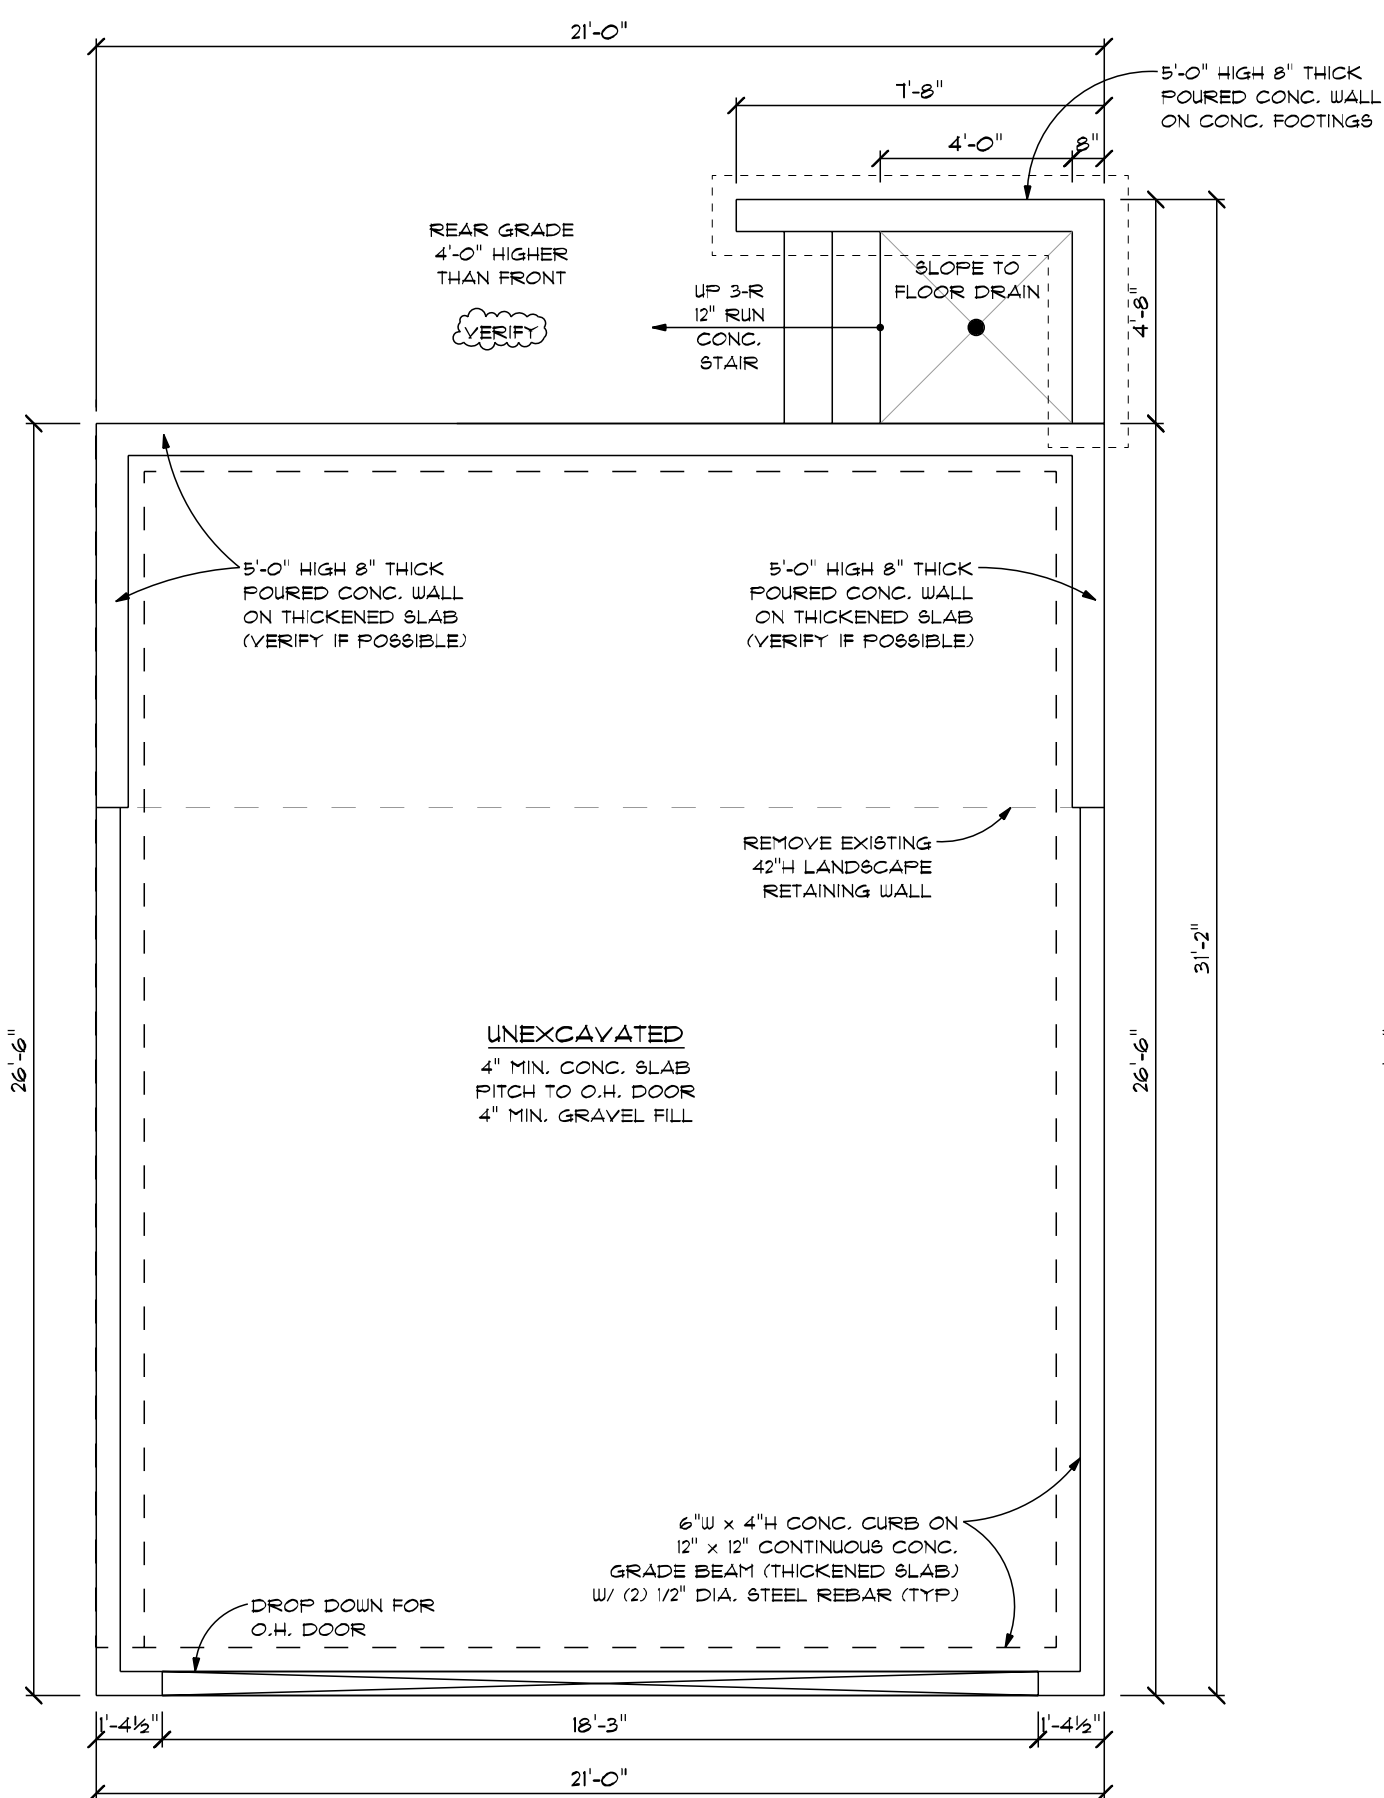 21'-0"
7'-8"
5'-0" HIGH 8" THICK
POURED CONC. WALL
ON CONC. FOOTINGS
4'-0"
8"
REAR GRADE
4'-0" HIGHER
THAN FRONT
VERIFY
UP 3-R
12" RUN
CONC.
STAIR
SLOPE TO
FLOOR DRAIN
4'-8"
5'-0" HIGH 8" THICK
POURED CONC. WALL
ON THICKENED SLAB
(VERIFY IF POSSIBLE)
5'-0" HIGH 8" THICK
POURED CONC. WALL
ON THICKENED SLAB
(VERIFY IF POSSIBLE)
REMOVE EXISTING
42"H LANDSCAPE
RETAINING WALL
31'-2"
26'-6"
26'-6"
UNEXCAVATED
4" MIN. CONC. SLAB
PITCH TO O.H. DOOR
4" MIN. GRAVEL FILL
6"W x 4"H CONC. CURB ON
12" x 12" CONTINUOUS CONC.
GRADE BEAM (THICKENED SLAB)
W/ (2) 1/2" DIA. STEEL REBAR (TYP)
DROP DOWN FOR
O.H. DOOR
1'-4½"
18'-3"
1'-4½"
21'-0"